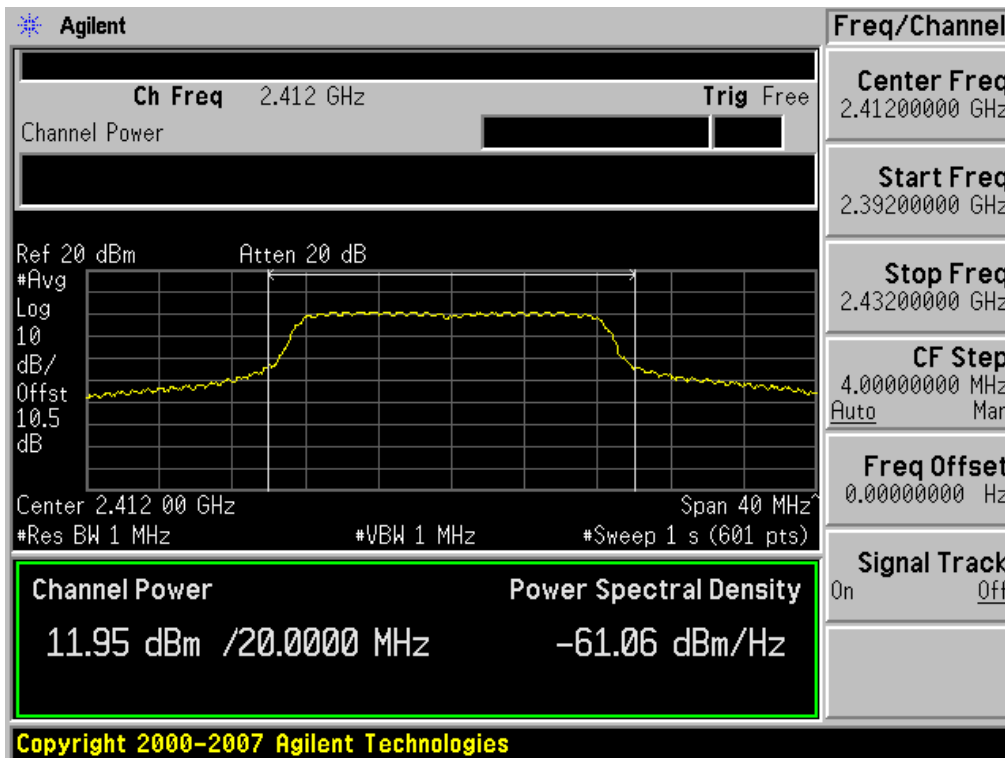 Agilent
Freq/Channel
Ch Freq 2.412 GHz Trig Free
Channel Power
Center Freq
2.41200000 GHz
Start Freq
2.39200000 GHz
Stop Freq
2.43200000 GHz
CF Step
4.00000000 MHz
Auto Man
Freq Offset
0.00000000 Hz
Signal Track
On Off
Ref 20 dBm Atten 20 dB
#Avg
Log
10
dB/
Offst
10.5
dB
Center 2.412 00 GHz Span 40 MHz^
#Res BW 1 MHz #VBW 1 MHz #Sweep 1 s (601 pts)
Channel Power Power Spectral Density
11.95 dBm /20.0000 MHz -61.06 dBm/Hz
Copyright 2000-2007 Agilent Technologies